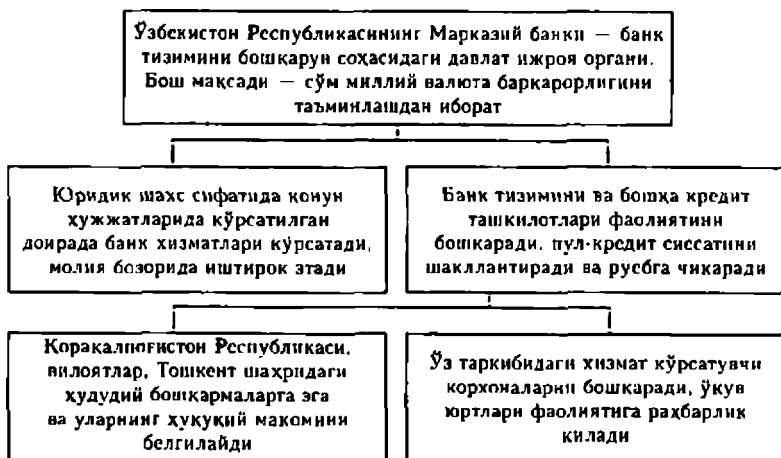 Ўзбекистон Республикасининг Марказий банки — банк
тизимини бошқарув соҳасидаги давлат ижроя органи.
Бош мақсади — сўм миллий валюта барқарорлигини
таъминлашдан иборат
Юридик шахс сифатида қонун
ҳужжатларида кўрсатилган
доирада банк хизматлари кўрсатади,
молия бозорида иштирок этади
Банк тизимини ва бошқа кредит
ташкилотлари фаолиятини
бошқаради, пул-кредит сиссатини
шакллантиради ва русбга чиқаради
Қорақалпоғистон Республикаси,
вилоятлар, Тошкент шаҳридаги
ҳудудий бошқармаларга эга
ва уларнинг ҳуқуқий мақомини
белгилайди
Ўз таркибидаги хизмат кўрсатувчи
корхоналарни бошқаради, ўқув
юртлари фаолиятига раҳбарлик
қилади